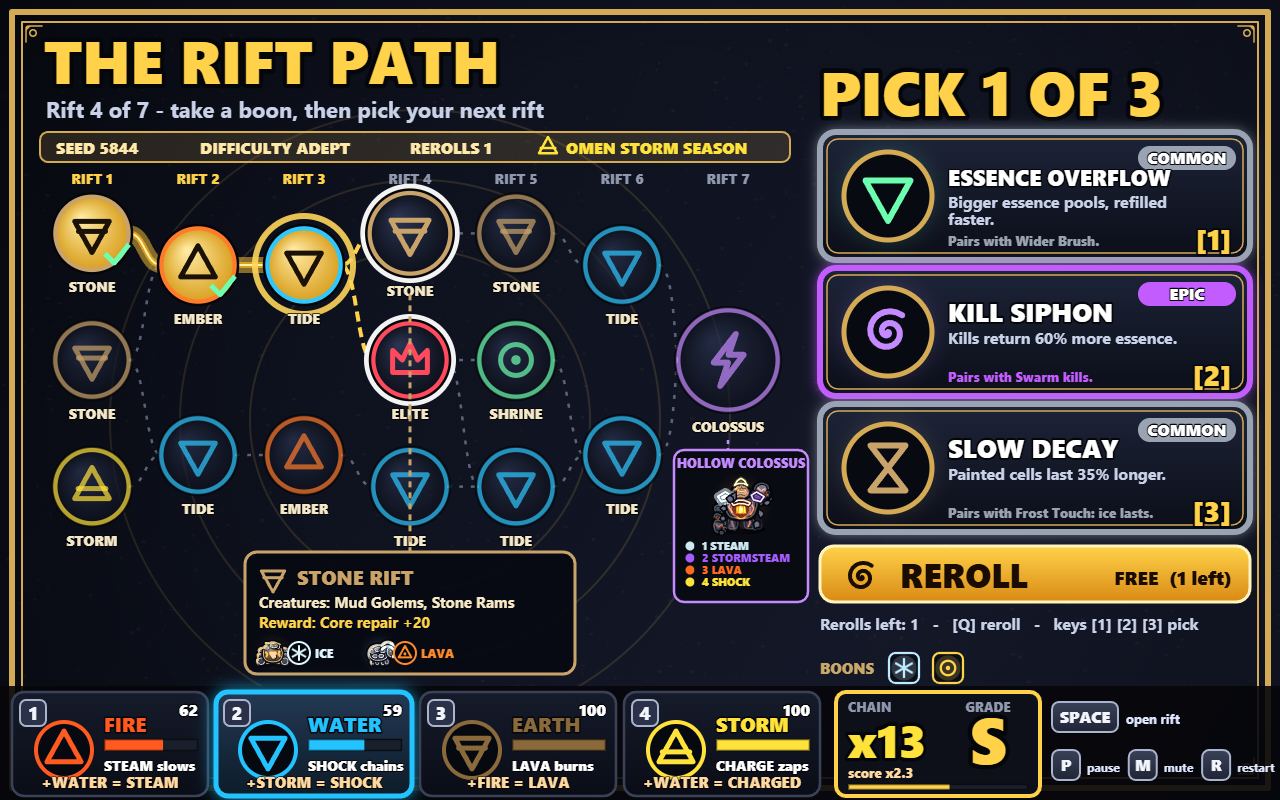 THE RIFT PATH
Rift 4 of 7 - take a boon, then pick your next rift
SEED 5844 DIFFICULTY ADEPT REROLLS 1 OMEN STORM SEASON
RIFT 1 RIFT 2 RIFT 3 RIFT 4 RIFT 5 RIFT 6 RIFT 7
STONE STONE STONE
EMBER TIDE TIDE
STONE ELITE SHRINE COLOSSUS
TIDE EMBER TIDE
STORM TIDE TIDE
HOLLOW COLOSSUS
1 STEAM
2 STORMSTEAM
3 LAVA
4 SHOCK
STONE RIFT
Creatures: Mud Golems, Stone Rams
Reward: Core repair +20
ICE LAVA
PICK 1 OF 3
COMMON
ESSENCE OVERFLOW
Bigger essence pools, refilled
faster.
Pairs with Wider Brush. [1]
EPIC
KILL SIPHON
Kills return 60% more essence.
Pairs with Swarm kills. [2]
COMMON
SLOW DECAY
Painted cells last 35% longer.
Pairs with Frost Touch: ice lasts. [3]
REROLL FREE (1 left)
Rerolls left: 1 - [Q] reroll - keys [1] [2] [3] pick
BOONS
1 FIRE 62
STEAM slows
+WATER = STEAM
2 WATER 59
SHOCK chains
+STORM = SHOCK
3 EARTH 100
LAVA burns
+FIRE = LAVA
4 STORM 100
CHARGE zaps
+WATER = CHARGED
CHAIN GRADE
x13 S
score x2.3
SPACE open rift
P pause M mute R restart